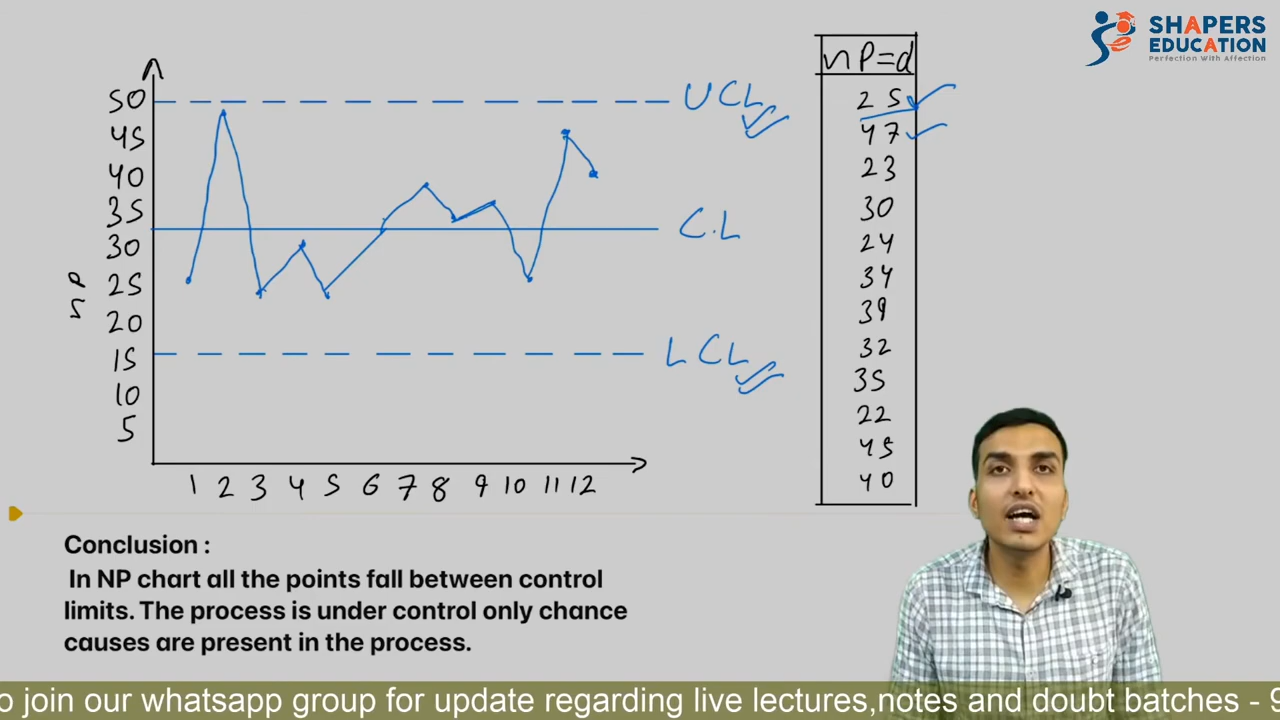 SHAPERS
EDUCATION
Perfection With Affection
nP=d
25
47
23
30
24
34
39
32
35
22
45
40
50
45
40
35
30
25
20
15
10
5
nP
UCL
C.L
LCL
1 2 3 4 5 6 7 8 9 10 11 12
Conclusion :
In NP chart all the points fall between control
limits. The process is under control only chance
causes are present in the process.
o join our whatsapp group for update regarding live lectures,notes and doubt batches - 9